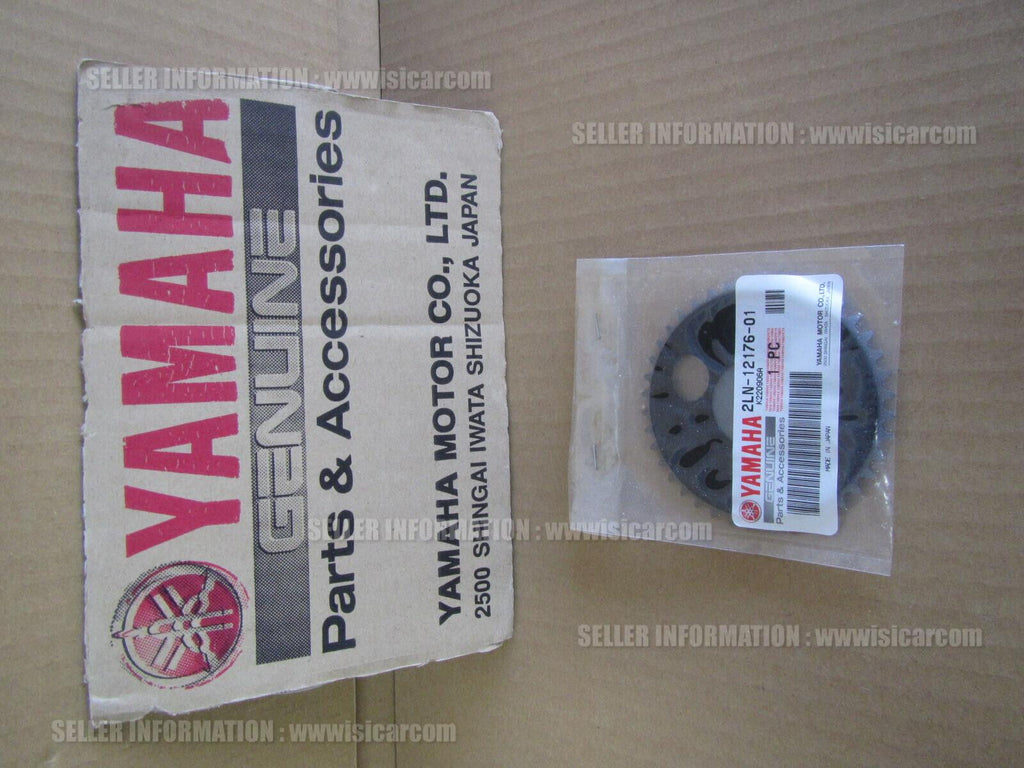 SELLER INFORMATION : wwwisicarcom
SELLER INFORMATION : wwwisicarcom
YAMAHA
GENUINE
Parts & Accessories
YAMAHA MOTOR CO., LTD.
2500 SHINGAI IWATA SHIZUOKA JAPAN
YAMAHA 2LN-12176-01
K220906A
GENUINE
Parts & Accessories
1 PC
MADE IN JAPAN
YAMAHA MOTOR CO.,LTD.
SELLER INFORMATION : wwwisicarcom
SELLER INFORMATION : wwwisicarcom
SELLER INFORMATION : wwwisicarcom